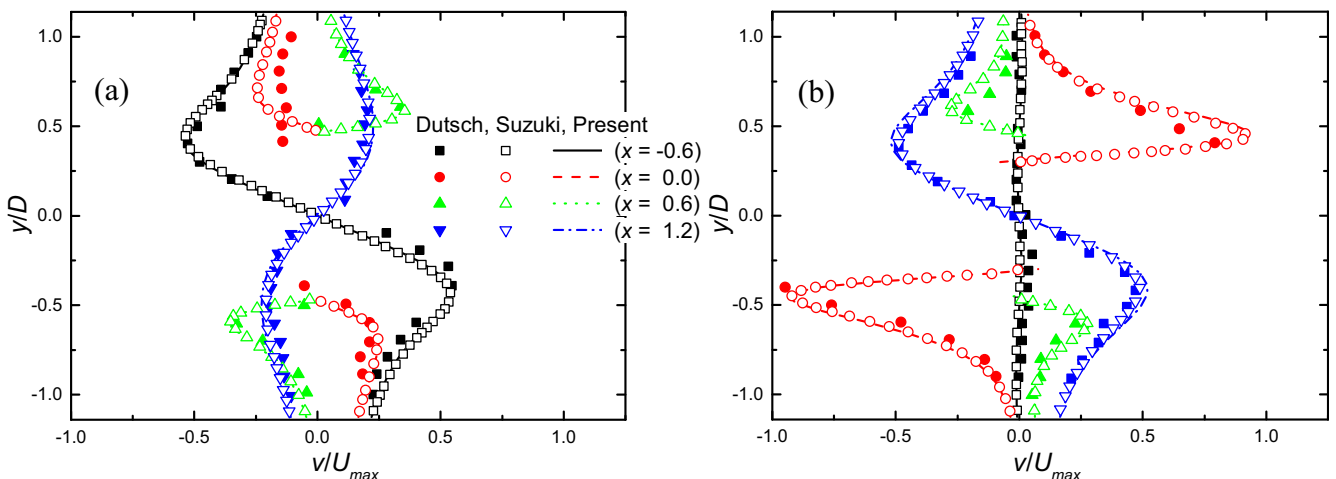 (a)
y/D
1.0
0.5
0.0
-0.5
-1.0
Dutsch, Suzuki, Present
(x = -0.6)
(x = 0.0)
(x = 0.6)
(x = 1.2)
-1.0 -0.5 0.0 0.5 1.0
v/Umax
(b)
y/D
1.0
0.5
0.0
-0.5
-1.0
-1.0 -0.5 0.0 0.5 1.0
v/Umax